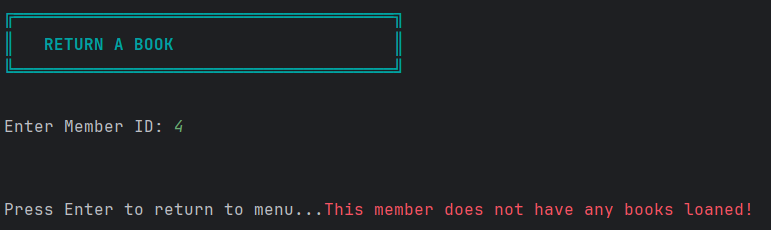 RETURN A BOOK
Enter Member ID: 4
Press Enter to return to menu...This member does not have any books loaned!